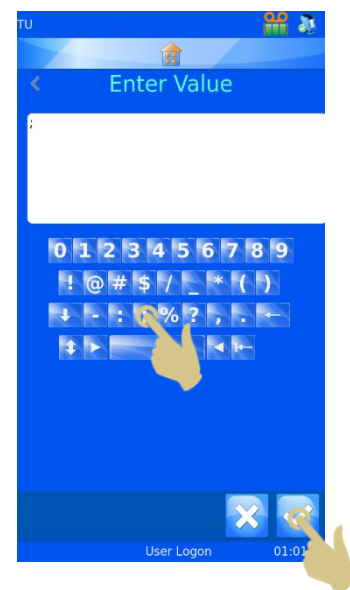 TU
Enter Value
;
0 1 2 3 4 5 6 7 8 9
! @ # $ / _ * ( )
- : ; % ? , .
User Logon 01:01